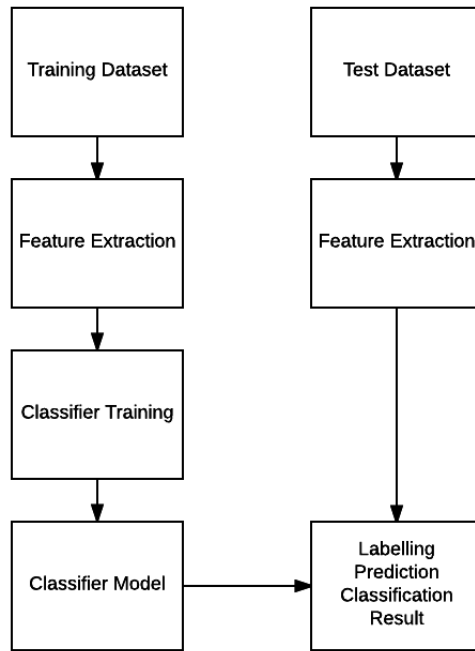 Training Dataset
Test Dataset
Feature Extraction
Feature Extraction
Classifier Training
Classifier Model
Labelling
Prediction
Classification
Result